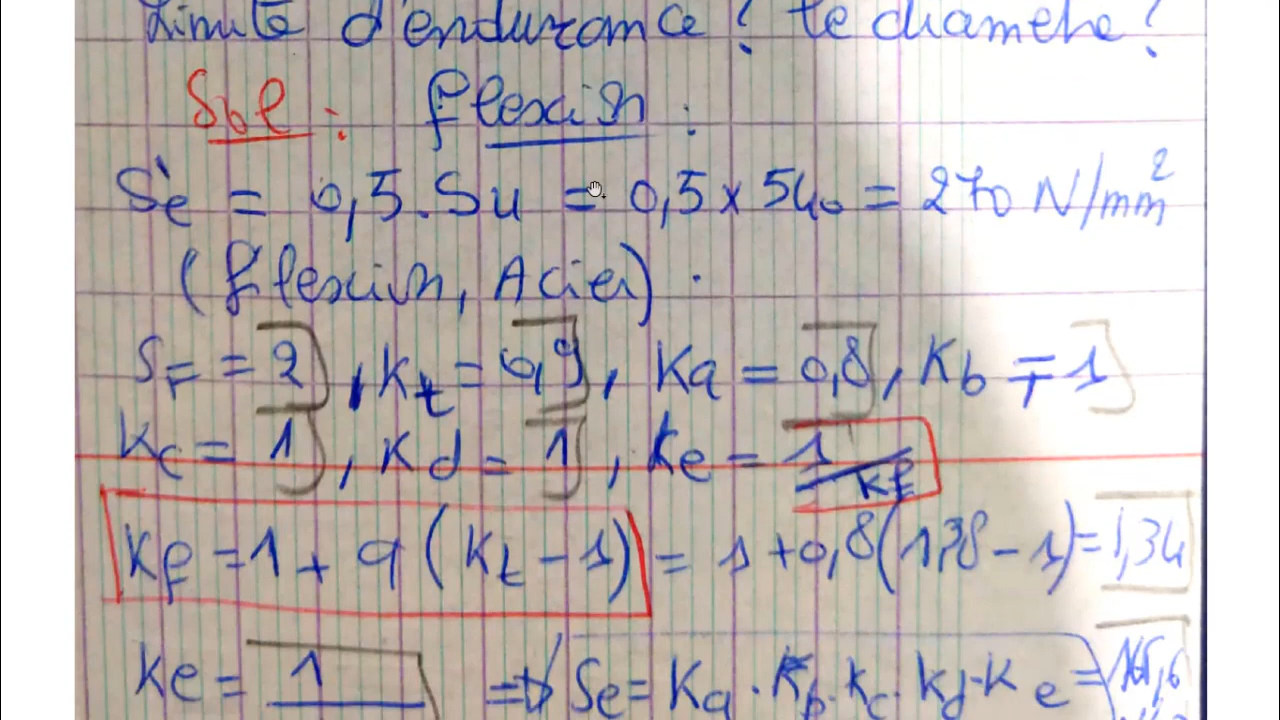 Limite d'endurance? Le diametre?
Sol : flexion :
S'e = 0,5.Su = 0,5 x 540 = 270 N/mm²
(flexion, Acier).
SF = 2, Kt = 0,9, Ka = 0,8, Kb = 1
Kc = 1, Kd = 1, Ke = 1/Kf
Kf = 1 + q (Kt - 1) = 1 + 0,8(1,38 - 1) = 1,34
Ke = 1 => Se = Ka . Kb . Kc . Kd . Ke =